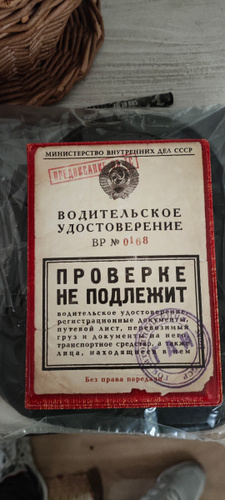 МИНИСТЕРСТВО ВНУТРЕННИХ ДЕЛ СССР
ВОДИТЕЛЬСКОЕ
УДОСТОВЕРЕНИЕ
ВР № 0168
ПРОВЕРКЕ
НЕ ПОДЛЕЖИТ
водительское удостоверение,
регистрационные документы,
путевой лист, перевозимый
груз и документы на него,
транспортное средство, а также
лица, находящиеся в нем
Без права передачи